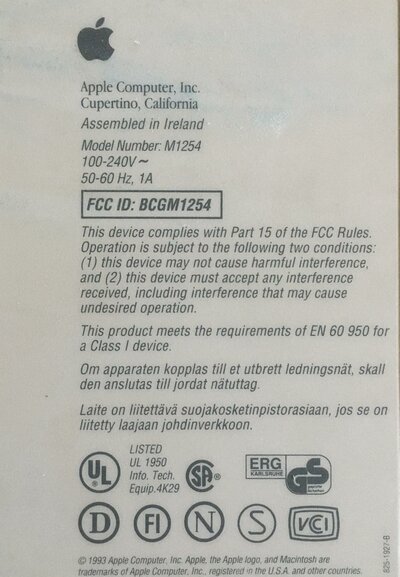 Apple Computer, Inc.
Cupertino, California
Assembled in Ireland
Model Number: M1254
100-240V~
50-60 Hz, 1A
FCC ID: BCGM1254
This device complies with Part 15 of the FCC Rules.
Operation is subject to the following two conditions:
(1) this device may not cause harmful interference,
and (2) this device must accept any interference
received, including interference that may cause
undesired operation.
This product meets the requirements of EN 60 950 for
a Class I device.
Om apparaten kopplas till et utbrett ledningsnät, skall
den anslutas till jordat nätuttag.
Laite on liitettävä suojakosketinpistorasiaan, jos se on
liitetty laajaan johdinverkkoon.
UL
LISTED
UL 1950
Info. Tech.
Equip.4K29
SA
ERG
KARLSRUHE
GS
D FI N S VCI
© 1993 Apple Computer, Inc. Apple, the Apple logo, and Macintosh are
trademarks of Apple Computer, Inc., registered in the U.S.A. and other countries.
825-1927-B